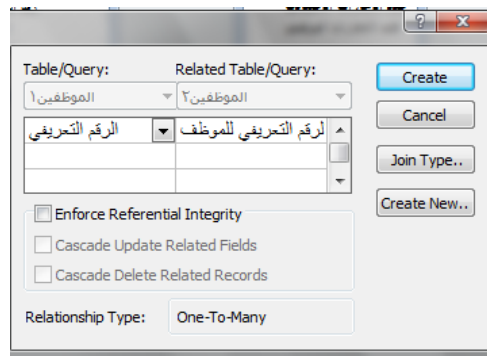 Table/Query: Related Table/Query:
الموظفين١ الموظفين٢
الرقم التعريفي لرقم التعريفي للموظف
Enforce Referential Integrity
Cascade Update Related Fields
Cascade Delete Related Records
Relationship Type: One-To-Many
?
Create
Cancel
Join Type..
Create New..